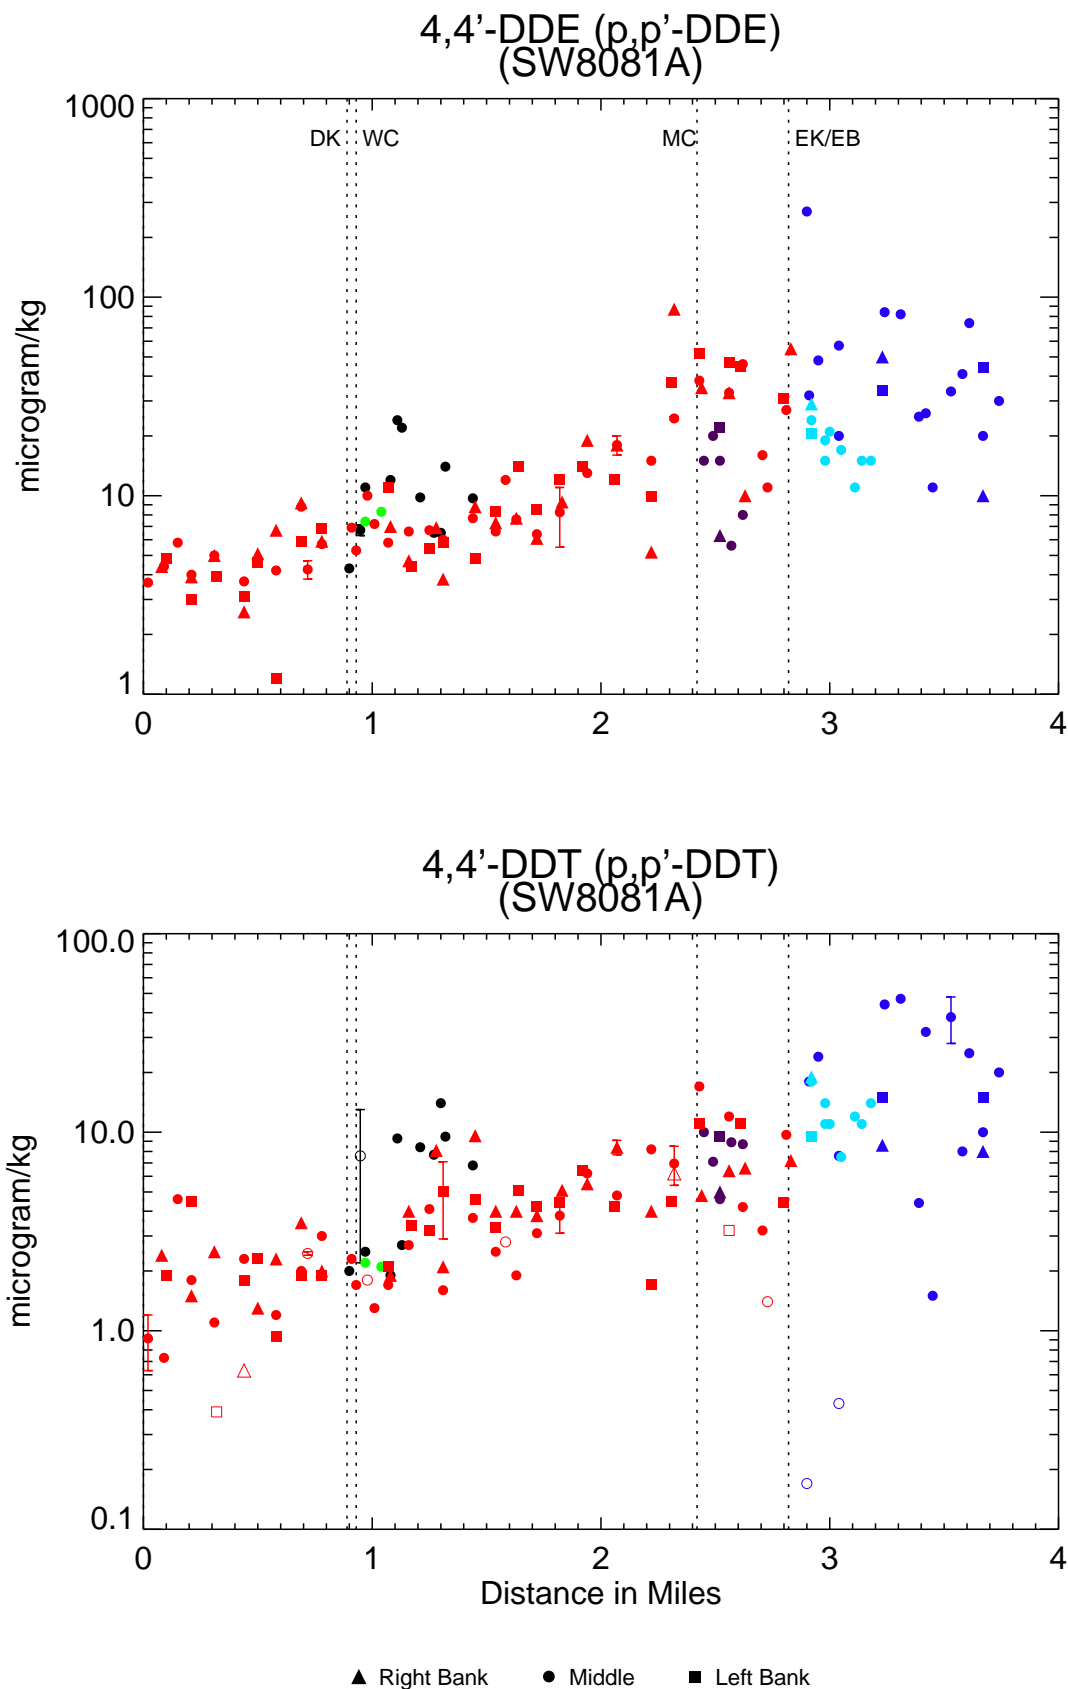 4,4'-DDE (p,p'-DDE)
(SW8081A)
1000
DK WC MC EK/EB
100
microgram/kg
10
1
0 1 2 3 4
4,4'-DDT (p,p'-DDT)
(SW8081A)
100.0
10.0
microgram/kg
1.0
0.1
0 1 2 3 4
Distance in Miles
Right Bank Middle Left Bank